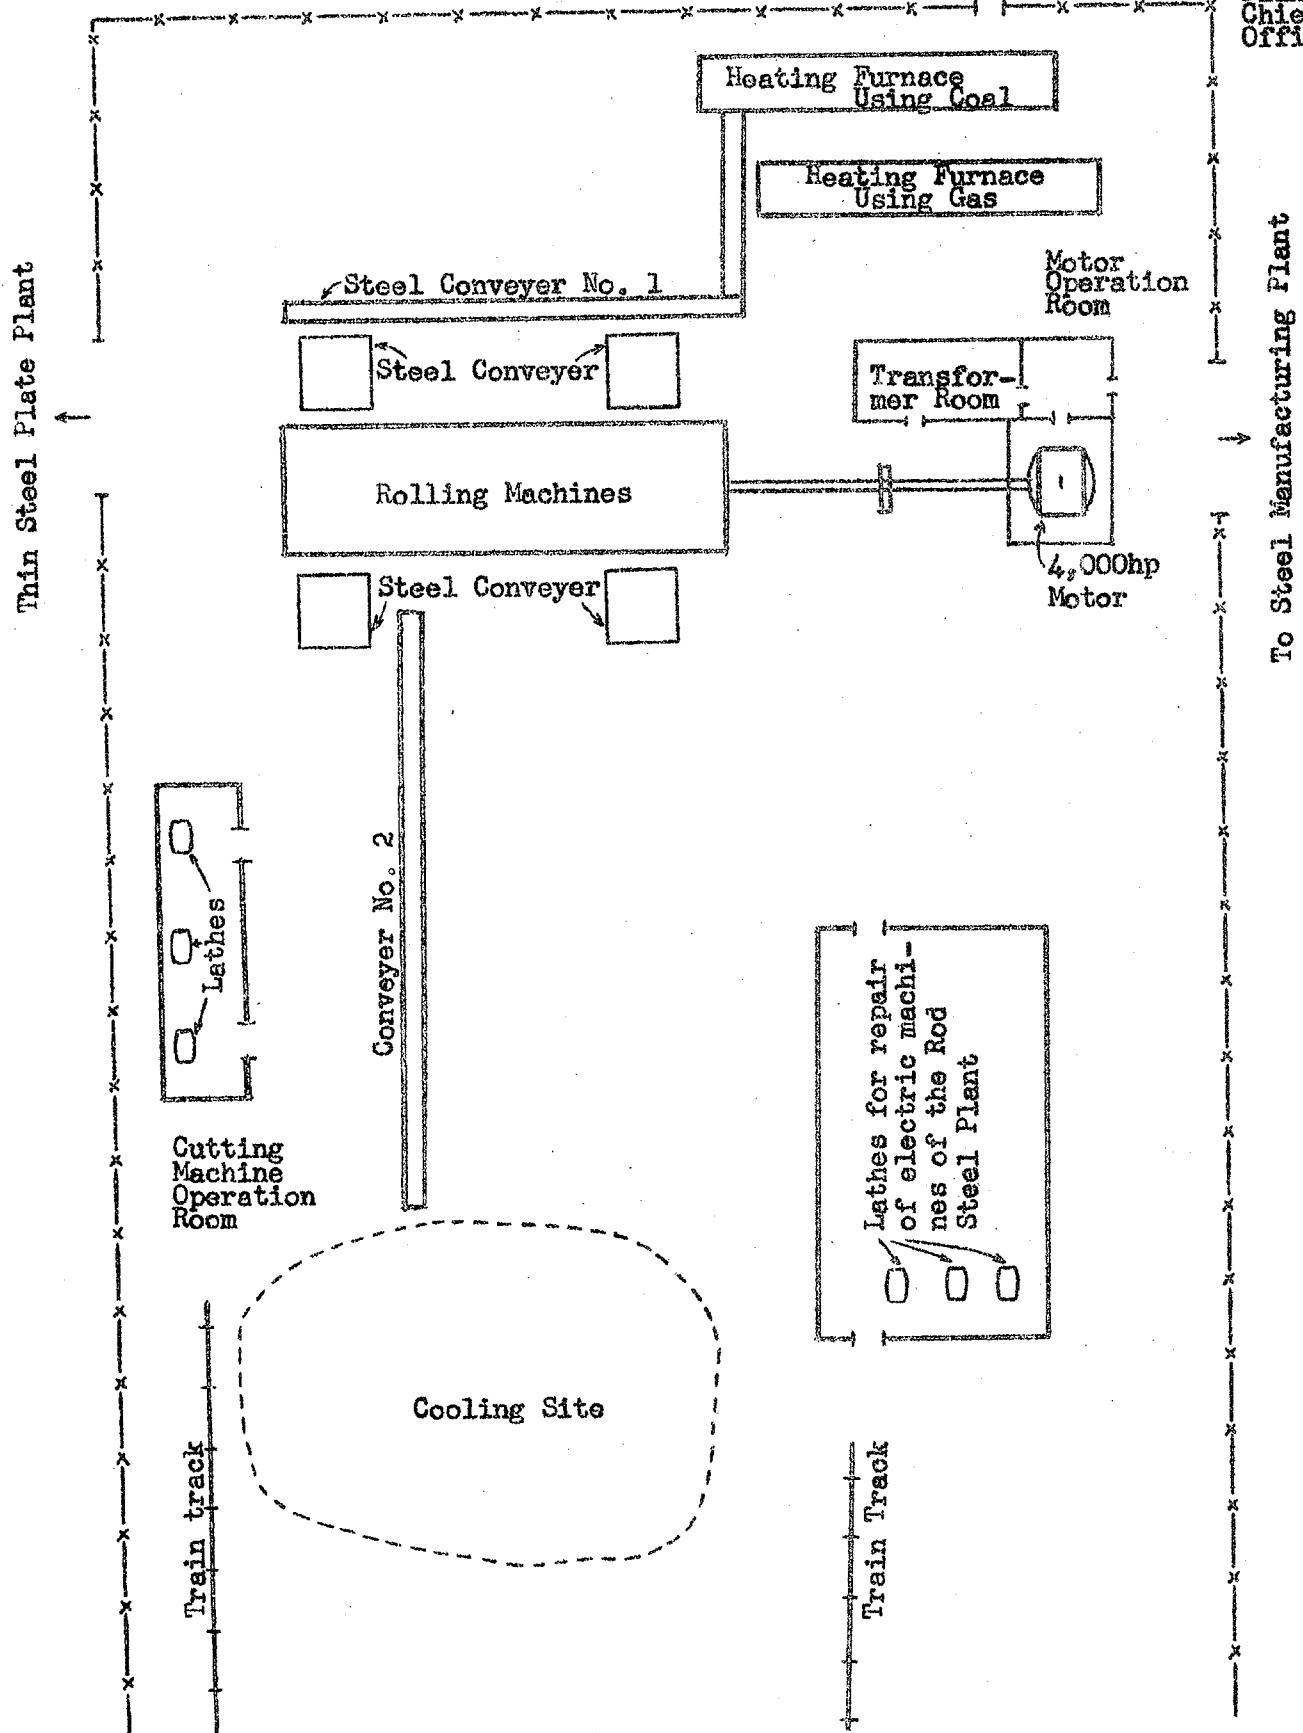 Chie
Offi
Heating Furnace
Using Coal
Heating Furnace
Using Gas
Motor
Operation
Room
Steel Conveyer No. 1
Steel Conveyer
Transfor-
mer Room
Thin Steel Plate Plant
To Steel Manufacturing Plant
Rolling Machines
4,000hp
Motor
Steel Conveyer
Conveyer No. 2
Lathes
Lathes for repair
of electric machi-
nes of the Rod
Steel Plant
Cutting
Machine
Operation
Room
Cooling Site
Train track
Train Track